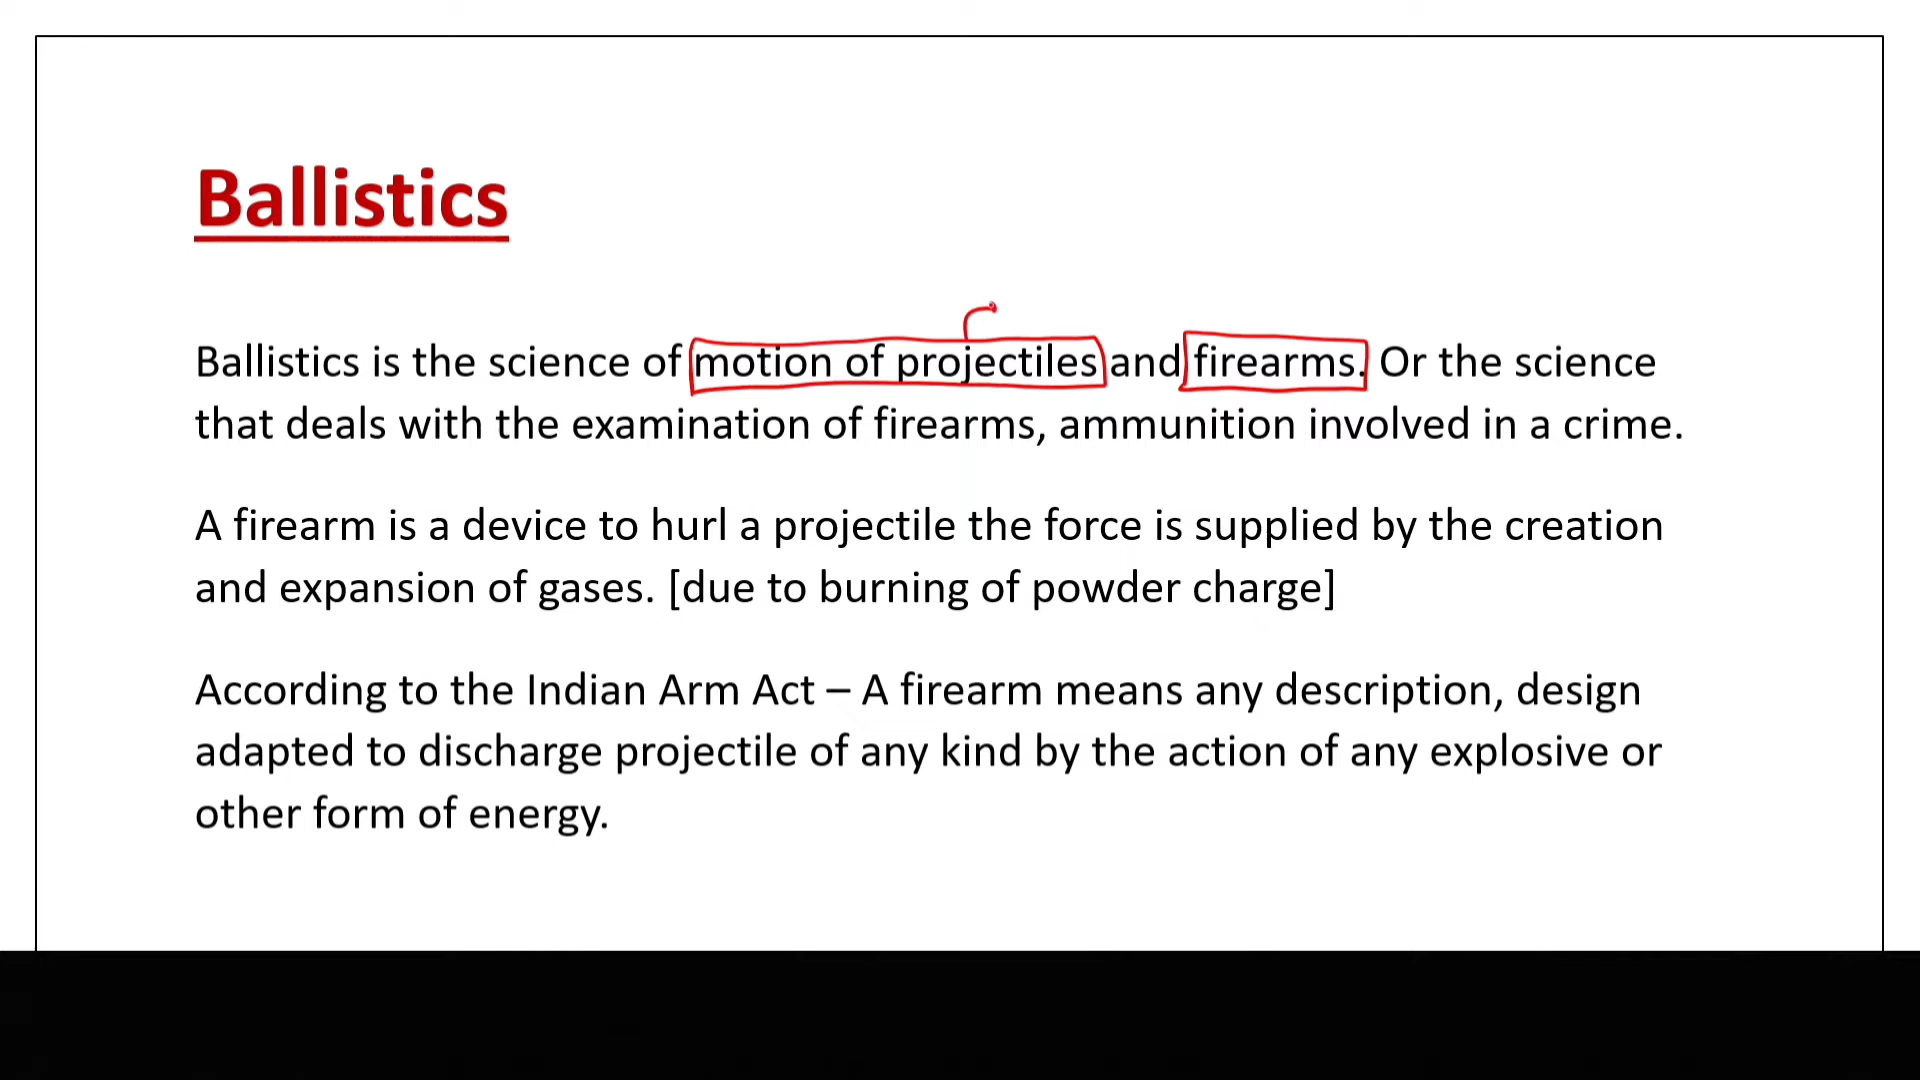 Ballistics
Ballistics is the science of motion of projectiles and firearms. Or the science
that deals with the examination of firearms, ammunition involved in a crime.
A firearm is a device to hurl a projectile the force is supplied by the creation
and expansion of gases. [due to burning of powder charge]
According to the Indian Arm Act – A firearm means any description, design
adapted to discharge projectile of any kind by the action of any explosive or
other form of energy.